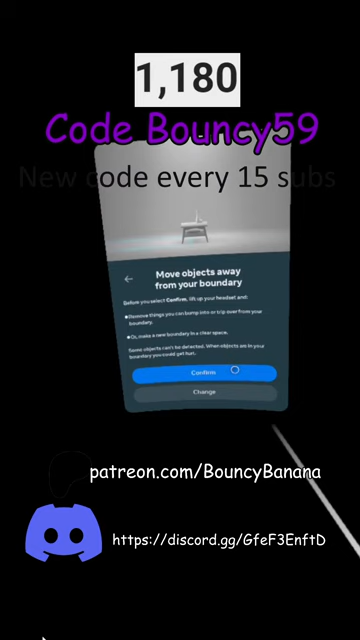 1,180
Code Bouncy59
New code every 15 subs
Move objects away
from your boundary
Before you select Confirm, lift up your headset and:
•Remove things you can bump into or trip over from your
boundary.
•Or, make a new boundary in a clear space.
Some objects can't be detected. When objects are in your
boundary you could get hurt.
Confirm
Change
patreon.com/BouncyBanana
https://discord.gg/GfeF3EnftD